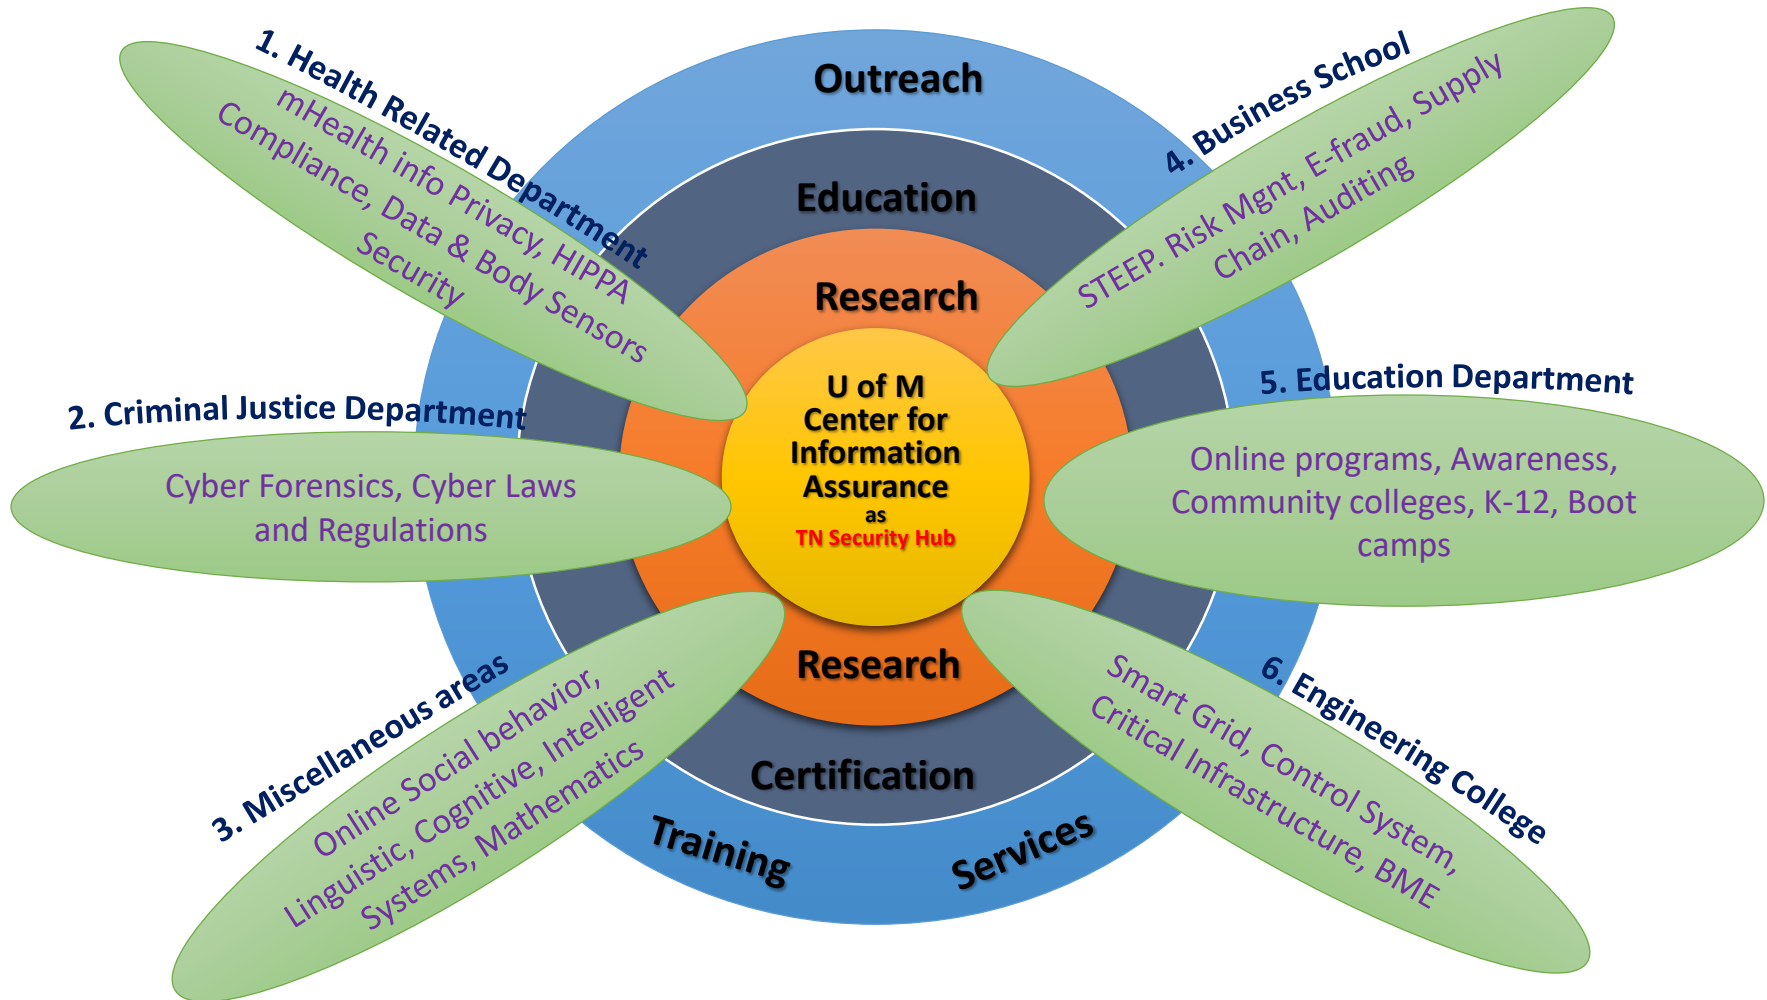 Outreach
Education
Research
U of M
Center for
Information
Assurance
as
TN Security Hub
Research
Certification
Training
Services
1. Health Related Department
mHealth info Privacy, HIPPA
Compliance, Data & Body Sensors
Security
2. Criminal Justice Department
Cyber Forensics, Cyber Laws
and Regulations
3. Miscellaneous areas
Online Social behavior,
Linguistic, Cognitive, Intelligent
Systems, Mathematics
4. Business School
STEEP. Risk Mgnt, E-fraud, Supply
Chain, Auditing
5. Education Department
Online programs, Awareness,
Community colleges, K-12, Boot
camps
6. Engineering College
Smart Grid, Control System,
Critical Infrastructure, BME